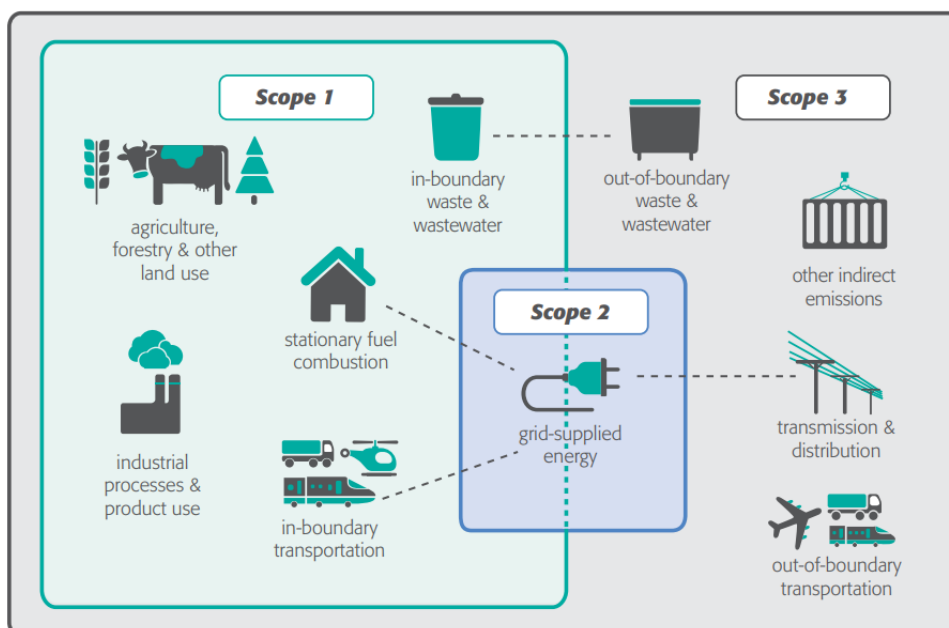 Scope 1
Scope 3
agriculture,
forestry & other
land use
in-boundary
waste &
wastewater
out-of-boundary
waste &
wastewater
other indirect
emissions
stationary fuel
combustion
Scope 2
grid-supplied
energy
transmission &
distribution
industrial
processes &
product use
in-boundary
transportation
out-of-boundary
transportation